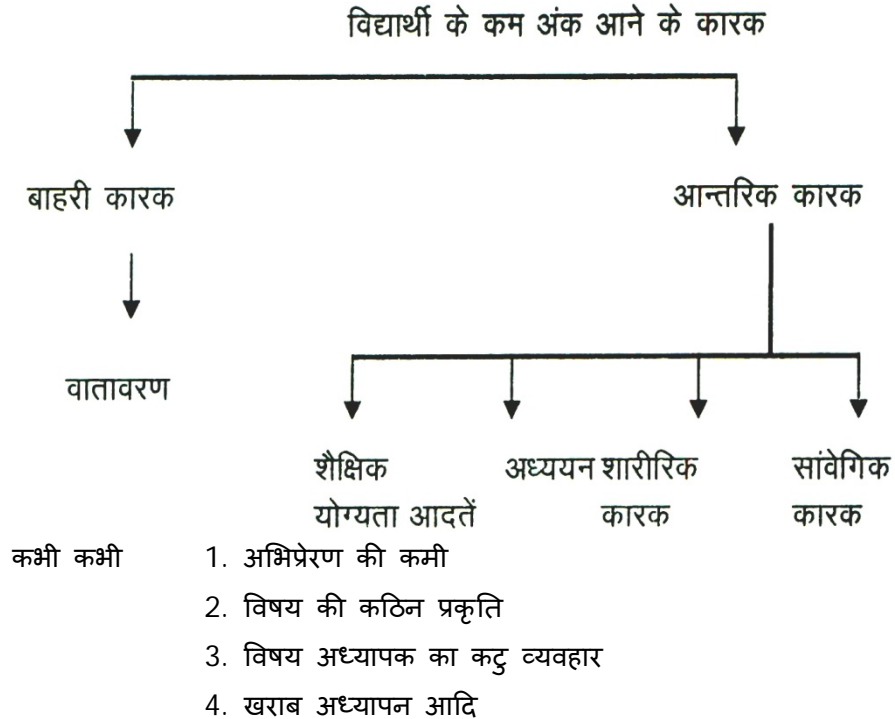 विद्यार्थी के कम अंक आने के कारक
बाहरी कारक आन्तरिक कारक
वातावरण
शैक्षिक अध्ययन शारीरिक सांवेगिक
योग्यता आदतें कारक कारक
कभी कभी 1. अभिप्रेरण की कमी
2. विषय की कठिन प्रकृति
3. विषय अध्यापक का कटु व्यवहार
4. खराब अध्यापन आदि